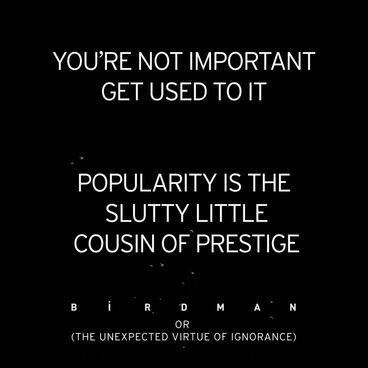 YOU'RE NOT IMPORTANT
GET USED TO IT
POPULARITY IS THE
SLUTTY LITTLE
COUSIN OF PRESTIGE
BiRDMAN
OR
(THE UNEXPECTED VIRTUE OF IGNORANCE)